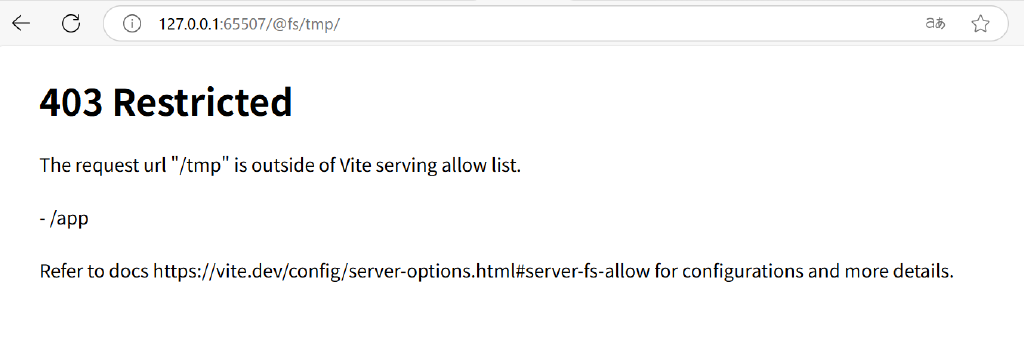 127.0.0.1:65507/@fs/tmp/ aあ
403 Restricted
The request url "/tmp" is outside of Vite serving allow list.
- /app
Refer to docs https://vite.dev/config/server-options.html#server-fs-allow for configurations and more details.